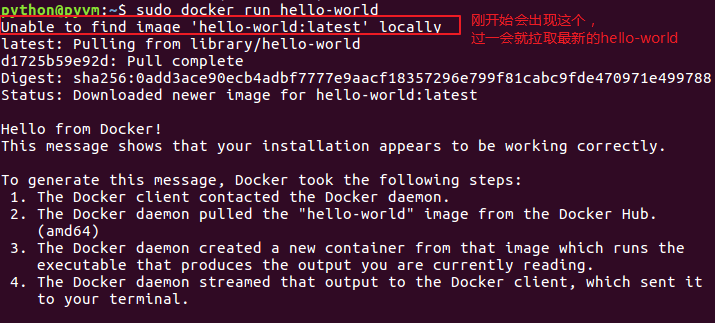 python@pyvm:~$ sudo docker run hello-world
Unable to find image 'hello-world:latest' locally
刚开始会出现这个，
过一会就拉取最新的hello-world
latest: Pulling from library/hello-world
d1725b59e92d: Pull complete
Digest: sha256:0add3ace90ecb4adbf7777e9aacf18357296e799f81cabc9fde470971e499788
Status: Downloaded newer image for hello-world:latest
Hello from Docker!
This message shows that your installation appears to be working correctly.
To generate this message, Docker took the following steps:
1. The Docker client contacted the Docker daemon.
2. The Docker daemon pulled the "hello-world" image from the Docker Hub.
(amd64)
3. The Docker daemon created a new container from that image which runs the
executable that produces the output you are currently reading.
4. The Docker daemon streamed that output to the Docker client, which sent it
to your terminal.